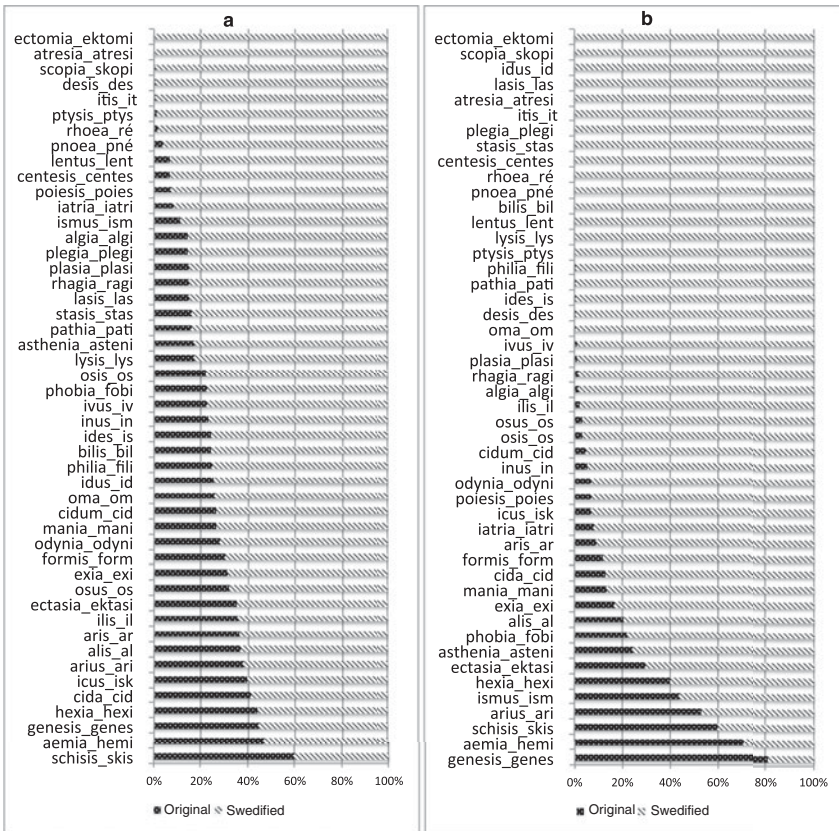 a
ectomia_ektomi
atresia_atresi
scopia_skopi
desis_des
itis_it
ptysis_ptys
rhoea_ré
pnoea_pné
lentus_lent
centesis_centes
poiesis_poies
iatria_iatri
ismus_ism
algia_algi
plegia_plegi
plasia_plasi
rhagia_ragi
lasis_las
stasis_stas
pathia_pati
asthenia_asteni
lysis_lys
osis_os
phobia_fobi
ivus_iv
inus_in
ides_is
bilis_bil
philia_fili
idus_id
oma_om
cidum_cid
mania_mani
odynia_odyni
formis_form
exia_exi
osus_os
ectasia_ektasi
ilis_il
aris_ar
alis_al
arius_ari
icus_isk
cida_cid
hexia_hexi
genesis_genes
aemia_hemi
schisis_skis
0% 20% 40% 60% 80% 100%
Original Swedified
b
ectomia_ektomi
scopia_skopi
idus_id
lasis_las
atresia_atresi
itis_it
plegia_plegi
stasis_stas
centesis_centes
rhoea_ré
pnoea_pné
bilis_bil
lentus_lent
lysis_lys
ptysis_ptys
philia_fili
pathia_pati
ides_is
desis_des
oma_om
ivus_iv
plasia_plasi
rhagia_ragi
algia_algi
ilis_il
osus_os
osis_os
cidum_cid
inus_in
odynia_odyni
poiesis_poies
icus_isk
iatria_iatri
aris_ar
formis_form
cida_cid
mania_mani
exia_exi
alis_al
phobia_fobi
asthenia_asteni
ectasia_ektasi
hexia_hexi
ismus_ism
arius_ari
schisis_skis
aemia_hemi
genesis_genes
0% 20% 40% 60% 80% 100%
Original Swedified